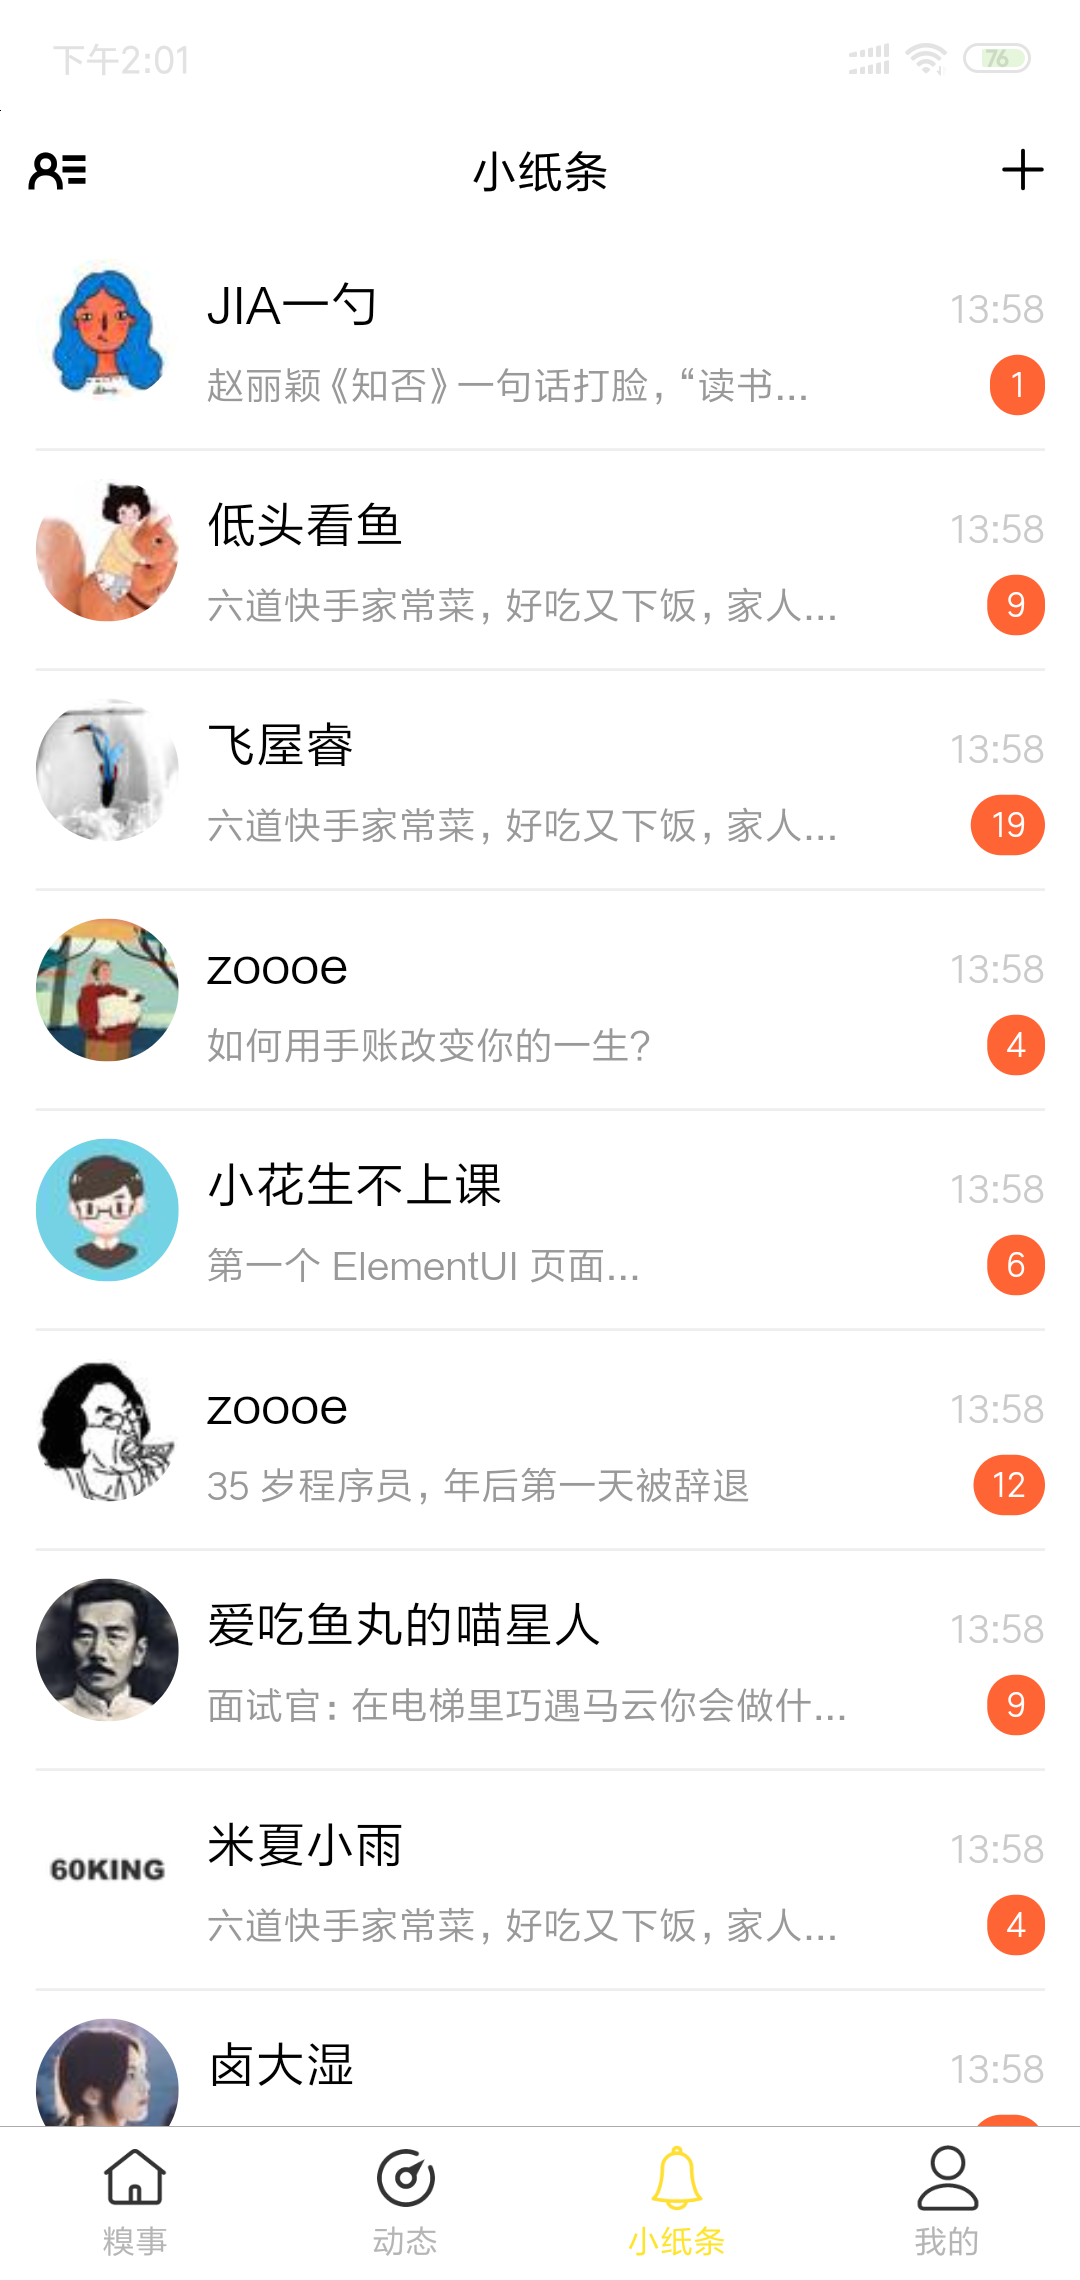 下午2:01
76
小纸条
JIA一勺
13:58
赵丽颖《知否》一句话打脸，“读书...
1
低头看鱼
13:58
六道快手家常菜，好吃又下饭，家人...
9
飞屋睿
13:58
六道快手家常菜，好吃又下饭，家人...
19
zoooe
13:58
如何用手账改变你的一生？
4
小花生不上课
13:58
第一个 ElementUI 页面...
6
zoooe
13:58
35 岁程序员，年后第一天被辞退
12
爱吃鱼丸的喵星人
13:58
面试官：在电梯里巧遇马云你会做什...
9
60KING
米夏小雨
13:58
六道快手家常菜，好吃又下饭，家人...
4
卤大湿
13:58
糗事
动态
小纸条
我的